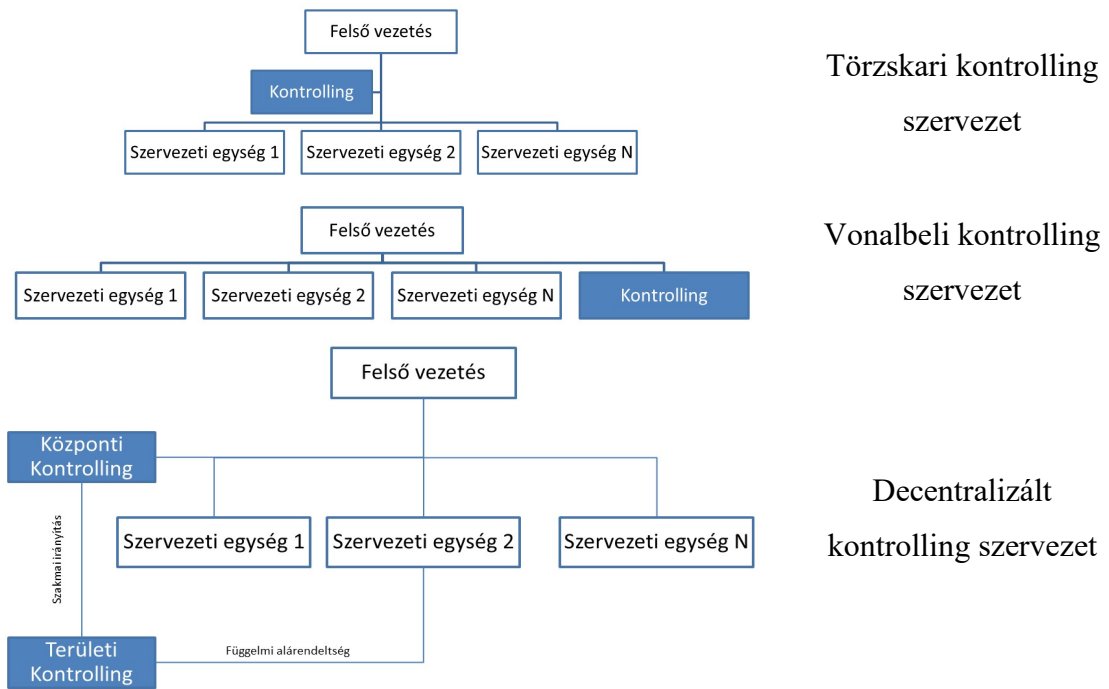 Felső vezetés
Kontrolling
Szervezeti egység 1
Szervezeti egység 2
Szervezeti egység N
Törzskari kontrolling
szervezet
Felső vezetés
Szervezeti egység 1
Szervezeti egység 2
Szervezeti egység N
Kontrolling
Vonalbeli kontrolling
szervezet
Felső vezetés
Központi
Kontrolling
Szervezeti egység 1
Szervezeti egység 2
Szervezeti egység N
Szakmai irányítás
Területi
Kontrolling
Függelmi alárendeltség
Decentralizált
kontrolling szervezet